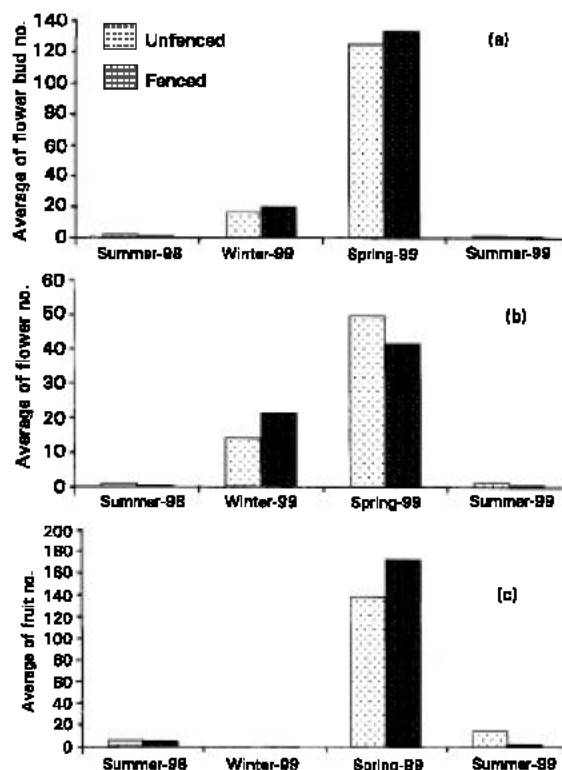 Average of flower bud no.
140
120
100
80
60
40
20
0
Unfenced
Fenced
(a)
Summer-98 Winter-99 Spring-99 Summer-99
Average of flower no.
60
50
40
30
20
10
0
(b)
Summer-98 Winter-99 Spring-99 Summer-99
Average of fruit no.
200
180
160
140
120
100
80
60
40
20
0
(c)
Summer-98 Winter-99 Spring-99 Summer-99